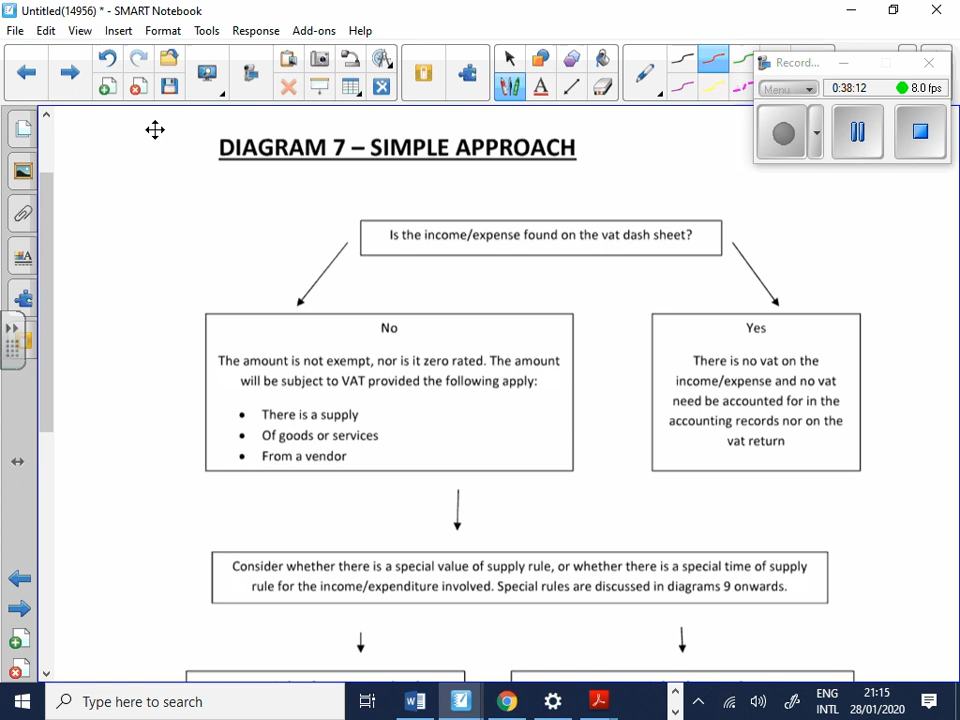 Untitled(14956) * - SMART Notebook
File Edit View Insert Format Tools Response Add-ons Help
Record...
Menu 0:38:12 8.0 fps
DIAGRAM 7 – SIMPLE APPROACH
Is the income/expense found on the vat dash sheet?
No
The amount is not exempt, nor is it zero rated. The amount
will be subject to VAT provided the following apply:
• There is a supply
• Of goods or services
• From a vendor
Yes
There is no vat on the
income/expense and no vat
need be accounted for in the
accounting records nor on the
vat return
Consider whether there is a special value of supply rule, or whether there is a special time of supply
rule for the income/expenditure involved. Special rules are discussed in diagrams 9 onwards.
Type here to search
ENG
INTL
21:15
28/01/2020